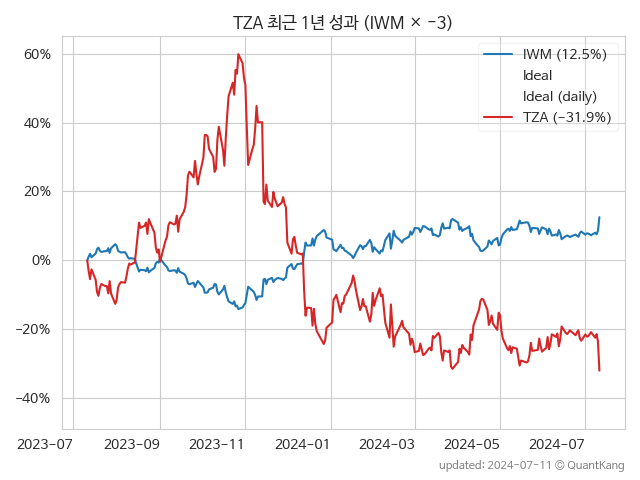 TZA 최근 1년 성과 (IWM × -3)
IWM (12.5%)
Ideal
Ideal (daily)
TZA (-31.9%)
60%
40%
20%
0%
-20%
-40%
2023-07
2023-09
2023-11
2024-01
2024-03
2024-05
2024-07
updated: 2024-07-11 © QuantKang